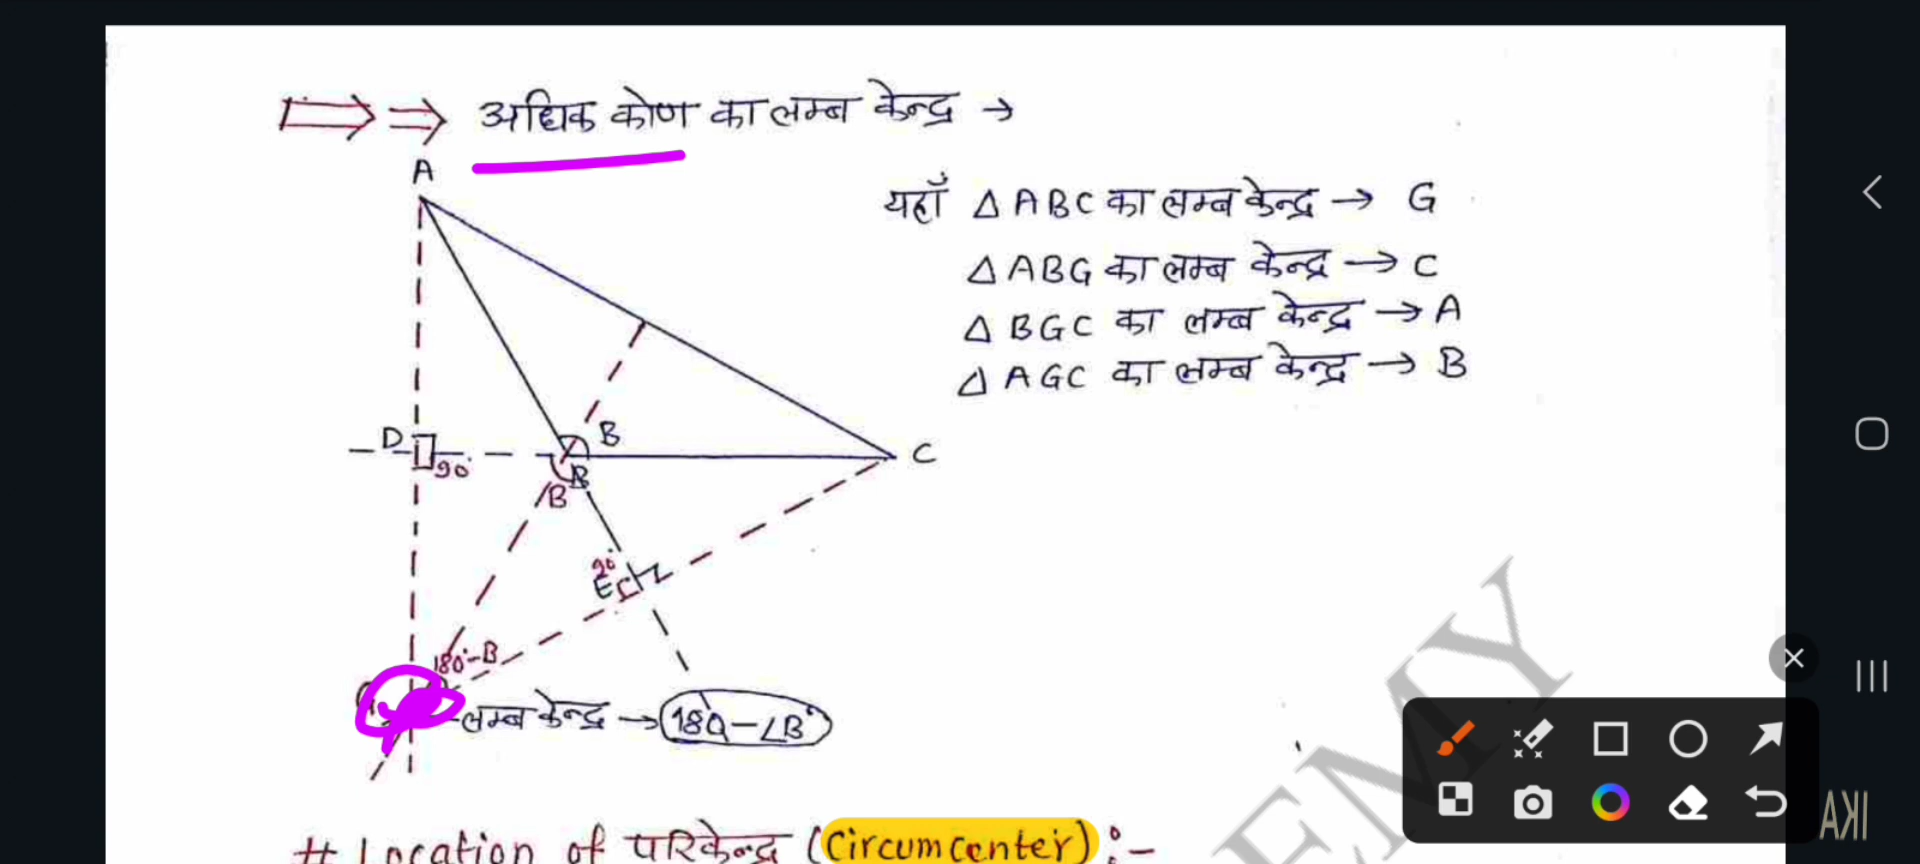 ⇒ अधिक कोण का लम्ब केन्द्र →
A
यहाँ Δ ABC का लम्ब केन्द्र → G
Δ ABG का लम्ब केन्द्र → C
Δ BGC का लम्ब केन्द्र → A
Δ AGC का लम्ब केन्द्र → B
D
90°
B
C
B
B
90°
E
180°-B
लम्ब केन्द्र → 180-∠B°
# Location of परिकेन्द्र (Circumcenter) :-
EMY